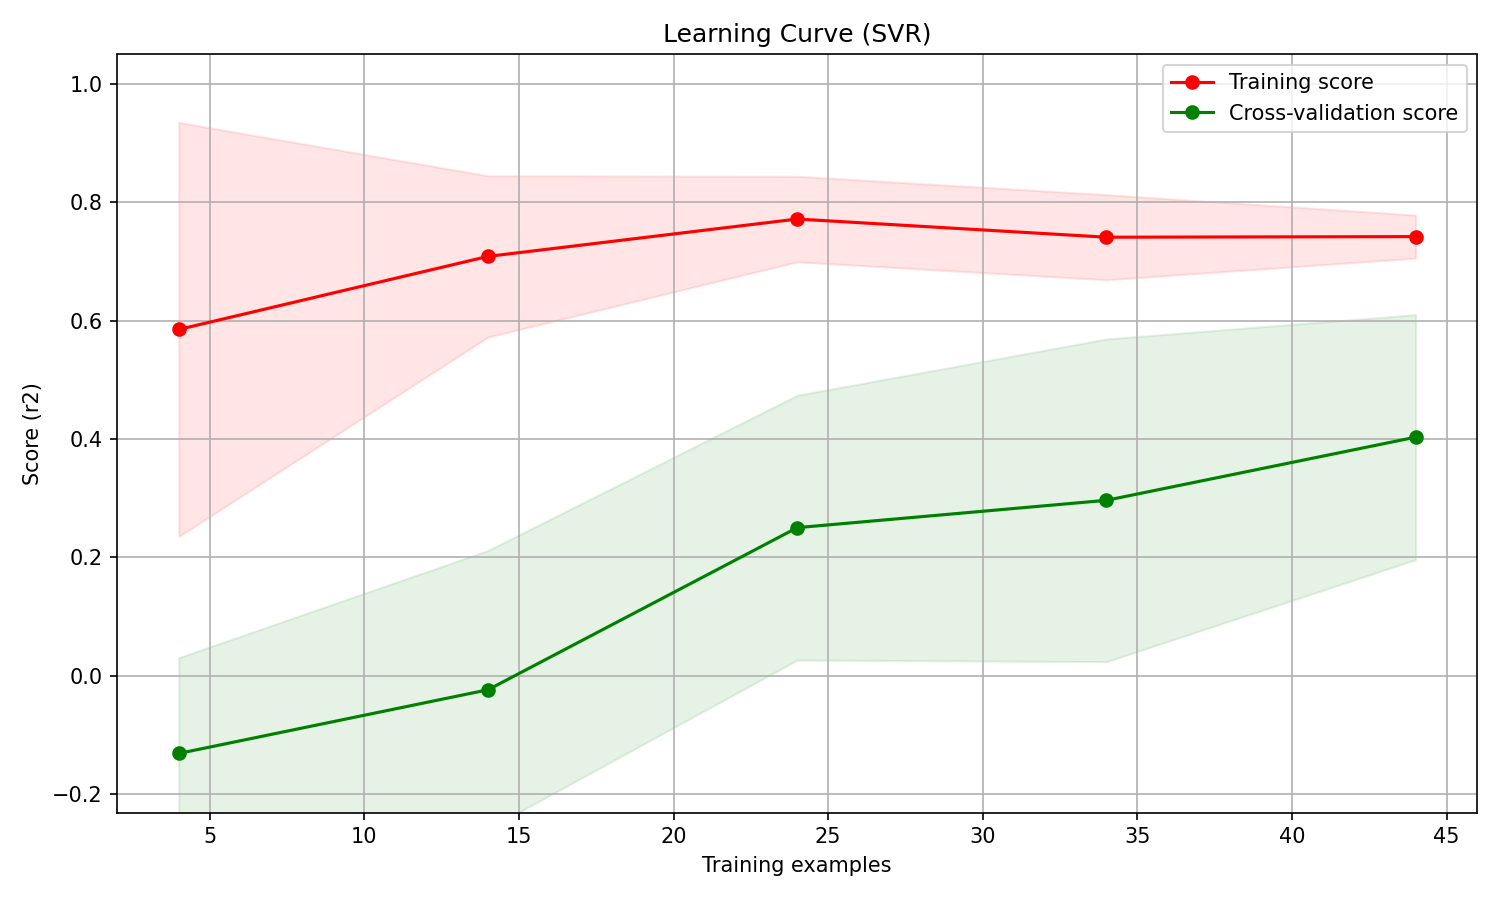 Learning Curve (SVR)
Training score
Cross-validation score
Score (r2)
1.0
0.8
0.6
0.4
0.2
0.0
−0.2
5 10 15 20 25 30 35 40 45
Training examples